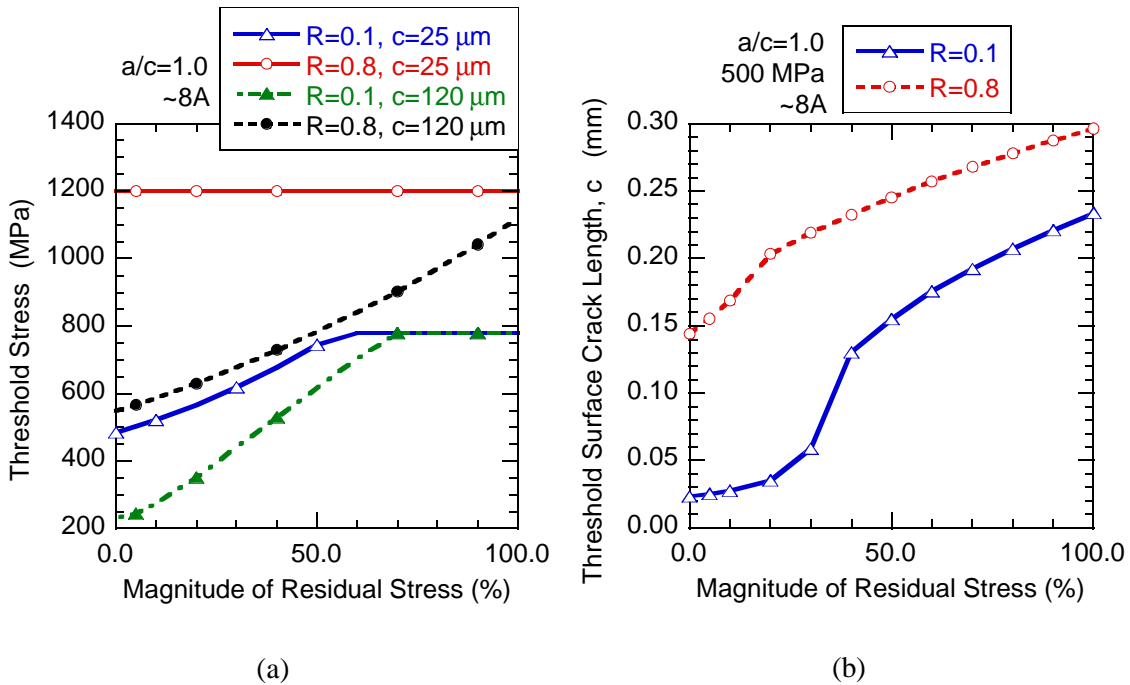 R=0.1, c=25 µm
R=0.8, c=25 µm
R=0.1, c=120 µm
R=0.8, c=120 µm
a/c=1.0
~8A
1400
1200
1000
800
600
400
200
Threshold Stress (MPa)
0.0
50.0
100.0
Magnitude of Residual Stress (%)
(a)
a/c=1.0
500 MPa
~8A
R=0.1
R=0.8
0.30
0.25
0.20
0.15
0.10
0.05
0.00
Threshold Surface Crack Length, c (mm)
0.0
50.0
100.0
Magnitude of Residual Stress (%)
(b)